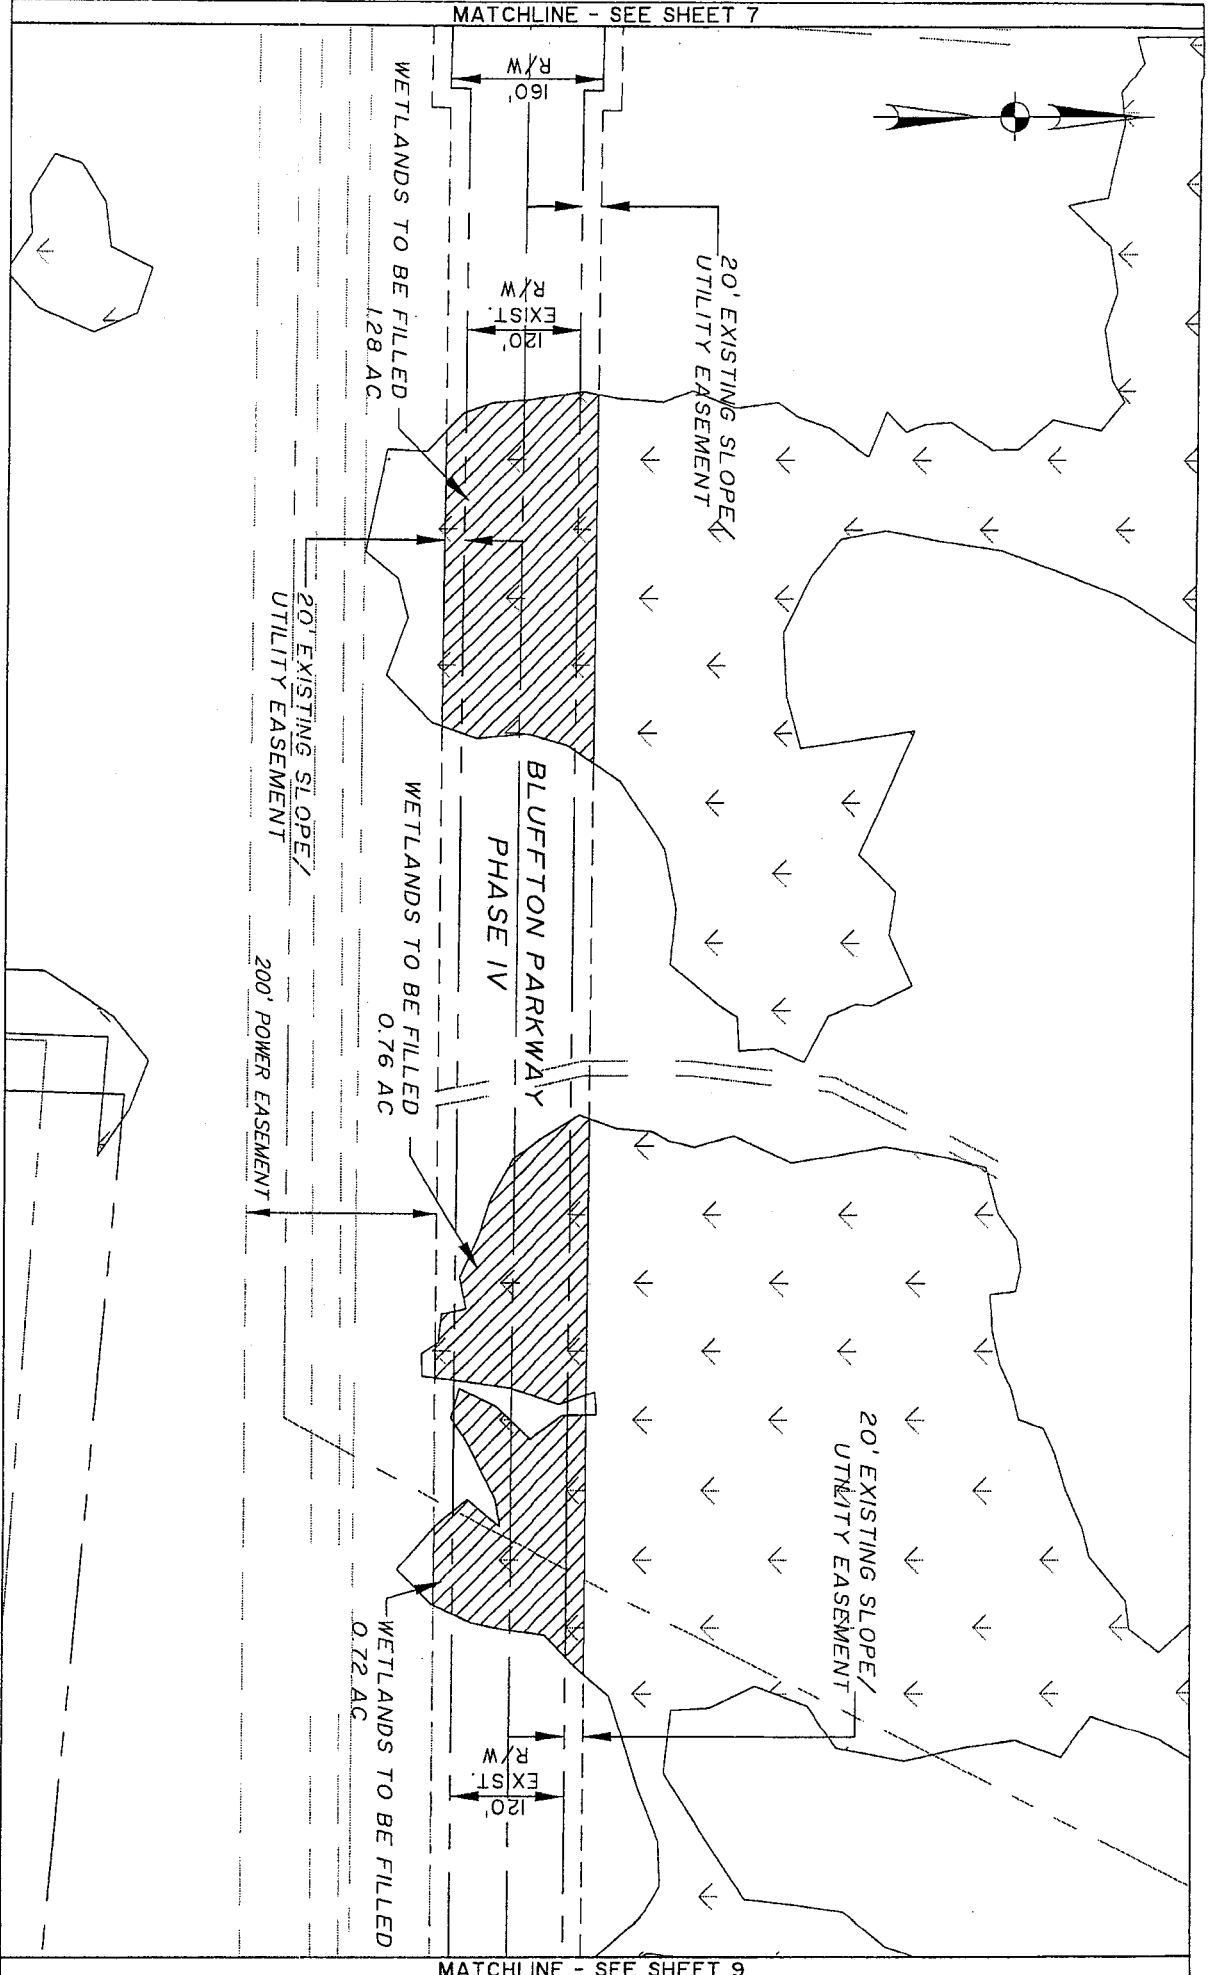 MATCHLINE - SEE SHEET 7
160'
R/W
WETLANDS TO BE FILLED
1.28 AC
20' EXISTING SLOPE/
UTILITY EASEMENT
120'
EXIST.
R/W
20' EXISTING SLOPE/
UTILITY EASEMENT
BLUFFTON PARKWAY
PHASE IV
WETLANDS TO BE FILLED
0.76 AC
200' POWER EASEMENT
20' EXISTING SLOPE/
UTILITY EASEMENT
WETLANDS TO BE FILLED
0.72 AC
120'
EXIST.
R/W
MATCHLINE - SEE SHEET 9